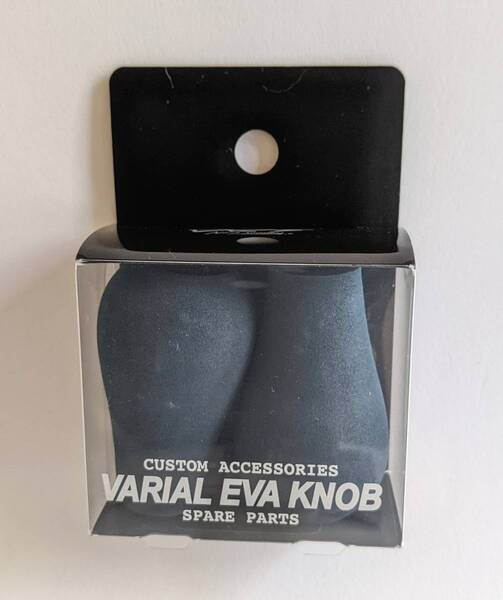 CUSTOM ACCESSORIES
VARIAL EVA KNOB
SPARE PARTS